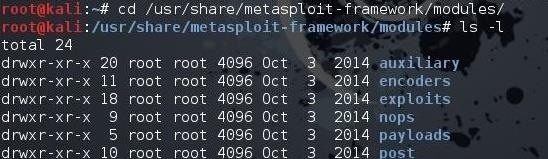 root@kali:~# cd /usr/share/metasploit-framework/modules/
root@kali:/usr/share/metasploit-framework/modules# ls -l
total 24
drwxr-xr-x 20 root root 4096 Oct  3  2014 auxiliary
drwxr-xr-x 11 root root 4096 Oct  3  2014 encoders
drwxr-xr-x 18 root root 4096 Oct  3  2014 exploits
drwxr-xr-x  9 root root 4096 Oct  3  2014 nops
drwxr-xr-x  5 root root 4096 Oct  3  2014 payloads
drwxr-xr-x 10 root root 4096 Oct  3  2014 post